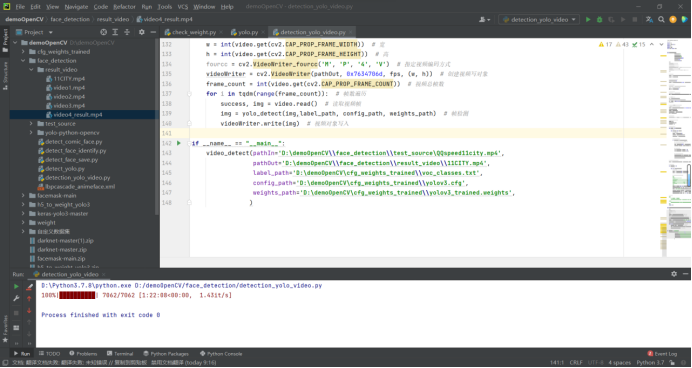 File Edit View Navigate Code Refactor Run Tools VCS Window Help demoOpenCV - detection_yolo_video.py
demoOpenCV face_detection result_video video4_result.mp4
detection_yolo_video
Project
check_weight.py
yolo.py
detection_yolo_video.py
demoOpenCV D:\demoOpenCV
cfg_weights_trained
face_detection
result_video
11CITY.mp4
video1.mp4
video2.mp4
video3.mp4
video4_result.mp4
test_source
yolo-python-opencv
detect_comic_face.py
detect_face_identify.py
detect_face_save.py
detect_yolo.py
detection_yolo_video.py
lbpcascade_animeface.xml
facemask-main
h5_to_weight_yolo3
keras-yolo3-master
weight
自定义数据集
darknet-master(1).zip
darknet-master.zip
facemask-main.zip
17 43 15
132 w = int(video.get(cv2.CAP_PROP_FRAME_WIDTH)) # 宽
133 h = int(video.get(cv2.CAP_PROP_FRAME_HEIGHT)) # 高
134 fourcc = cv2.VideoWriter_fourcc('M', 'P', '4', 'V') # 指定视频编码方式
135 videoWriter = cv2.VideoWriter(pathOut, 0x7634706d, fps, (w, h)) # 创建视频写对象
136 frame_count = int(video.get(cv2.CAP_PROP_FRAME_COUNT)) # 视频总帧数
137 for i in tqdm(range(frame_count)): # 帧数遍历
138 success, img = video.read() # 读取视频帧
139 img = yolo_detect(img,label_path, config_path, weights_path) # 帧检测
140 videoWriter.write(img) # 视频对象写入
141
142 if __name__ == "__main__":
143 video_detect(pathIn='D:\demoOpenCV\\face_detection\\test_source\QQspeed11city.mp4',
144 pathOut='D:\demoOpenCV\\face_detection\\result_video\\11CITY.mp4',
145 label_path='D:\demoOpenCV\cfg_weights_trained\\voc_classes.txt',
146 config_path='D:\demoOpenCV\cfg_weights_trained\\yolov3.cfg',
147 weights_path='D:\demoOpenCV\cfg_weights_trained\\yolov3_trained.weights',
148 )
Run: detection_yolo_video
D:\Python3.7.8\python.exe D:/demoOpenCV/face_detection/detection_yolo_video.py
100%|██████████| 7062/7062 [1:22:08<00:00, 1.43it/s]
Process finished with exit code 0
Structure
Favorites
Run TODO Problems Terminal Python Packages Python Console Event Log
141:1 CRLF UTF-8 4 spaces Python 3.7